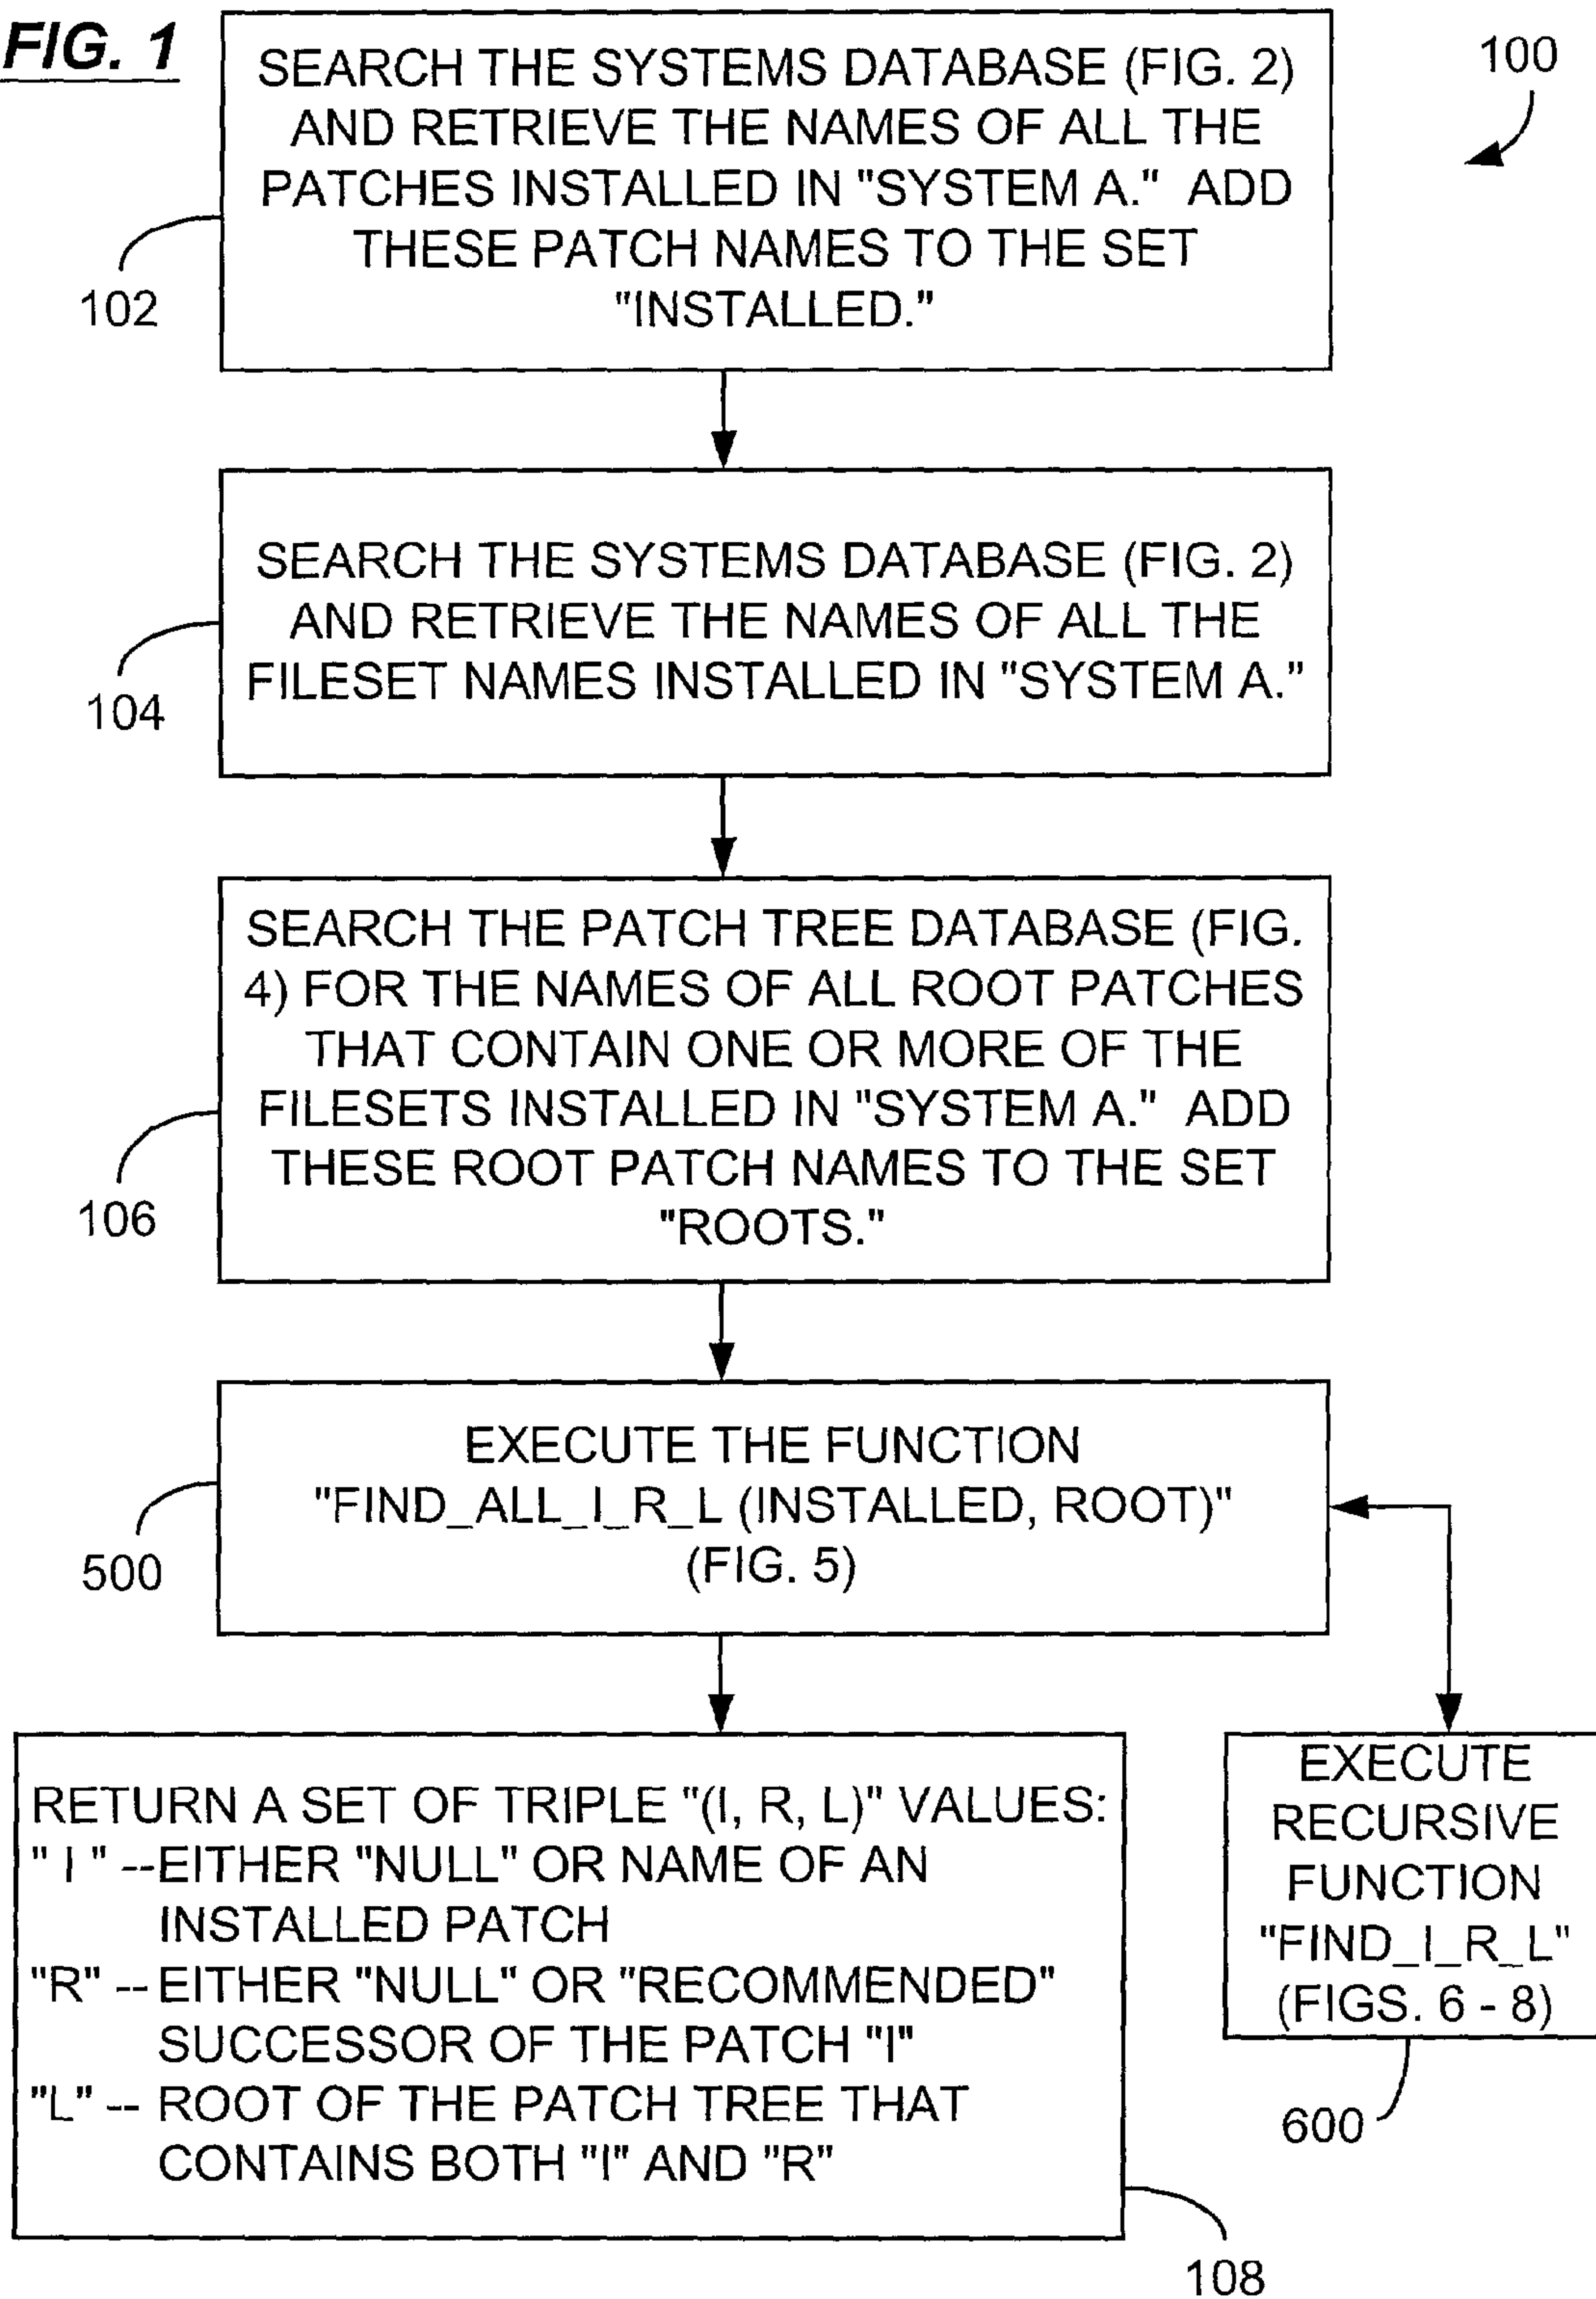 FIG. 1
100
SEARCH THE SYSTEMS DATABASE (FIG. 2)
AND RETRIEVE THE NAMES OF ALL THE
PATCHES INSTALLED IN "SYSTEM A." ADD
THESE PATCH NAMES TO THE SET
"INSTALLED."
102
SEARCH THE SYSTEMS DATABASE (FIG. 2)
AND RETRIEVE THE NAMES OF ALL THE
FILESET NAMES INSTALLED IN "SYSTEM A."
104
SEARCH THE PATCH TREE DATABASE (FIG.
4) FOR THE NAMES OF ALL ROOT PATCHES
THAT CONTAIN ONE OR MORE OF THE
FILESETS INSTALLED IN "SYSTEM A." ADD
THESE ROOT PATCH NAMES TO THE SET
"ROOTS."
106
EXECUTE THE FUNCTION
"FIND_ALL_I_R_L (INSTALLED, ROOT)"
(FIG. 5)
500
RETURN A SET OF TRIPLE "(I, R, L)" VALUES:
" I " --EITHER "NULL" OR NAME OF AN
INSTALLED PATCH
"R" -- EITHER "NULL" OR "RECOMMENDED"
SUCCESSOR OF THE PATCH "I"
"L" -- ROOT OF THE PATCH TREE THAT
CONTAINS BOTH "I" AND "R"
108
EXECUTE
RECURSIVE
FUNCTION
"FIND_I_R_L"
(FIGS. 6 - 8)
600